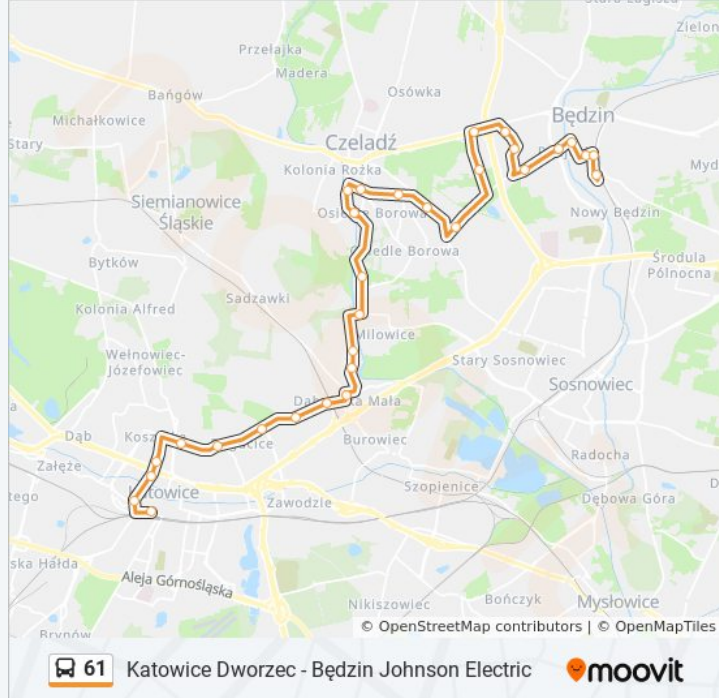 Stara Łagisza
Zielon
Przełajka
Madera
Bańgów
Osówka
Michałkowice
Stary
Czeladź
Będzin
Kolonia Rożka
Myd
Siemianowice
Śląskie
Osiedle Borowa
Nowy Będzin
Osiedle Borowa
Bytków
Środula
Północna
Sadzawki
Kolonia Alfred
Milowice
Wełnowiec-
Józefowiec
Stary Sosnowiec
Sosnowiec
Dąbrówka Mała
Burowiec
Dąb
Załęże
Radocha
Katowice
Szopienice
Zawodzie
Dębowa Góra
ska Hałda
Aleja Górnośląska
Nikiszowiec
Bończyk
Mysłowice
Brynów
© OpenStreetMap contributors | © OpenMapTiles
61 Katowice Dworzec - Będzin Johnson Electric moovit